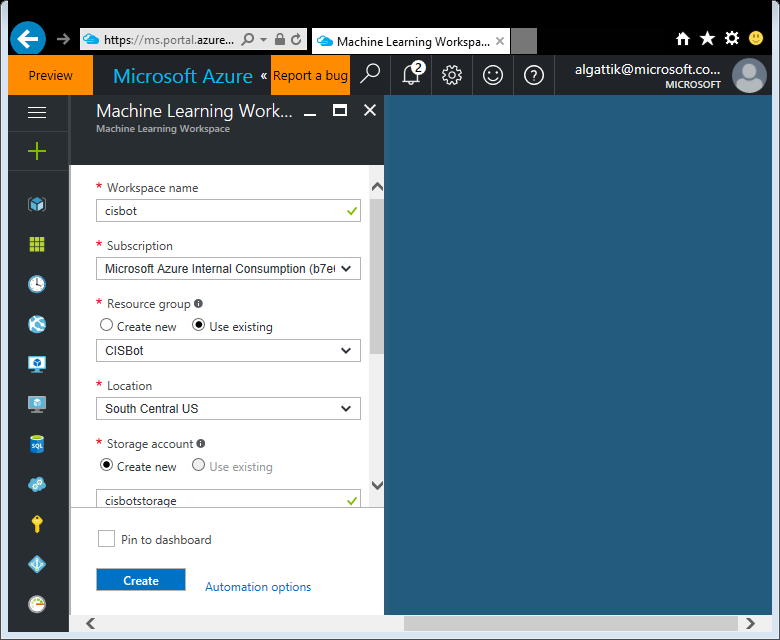 https://ms.portal.azure...
Machine Learning Workspa...
Preview
Microsoft Azure «
Report a bug
2
algattik@microsoft.co...
MICROSOFT
Machine Learning Work...
Machine Learning Workspace
* Workspace name
cisbot
* Subscription
Microsoft Azure Internal Consumption (b7e
* Resource group
Create new
Use existing
CISBot
* Location
South Central US
* Storage account
Create new
Use existing
cisbotstorage
SQL
Pin to dashboard
Create
Automation options